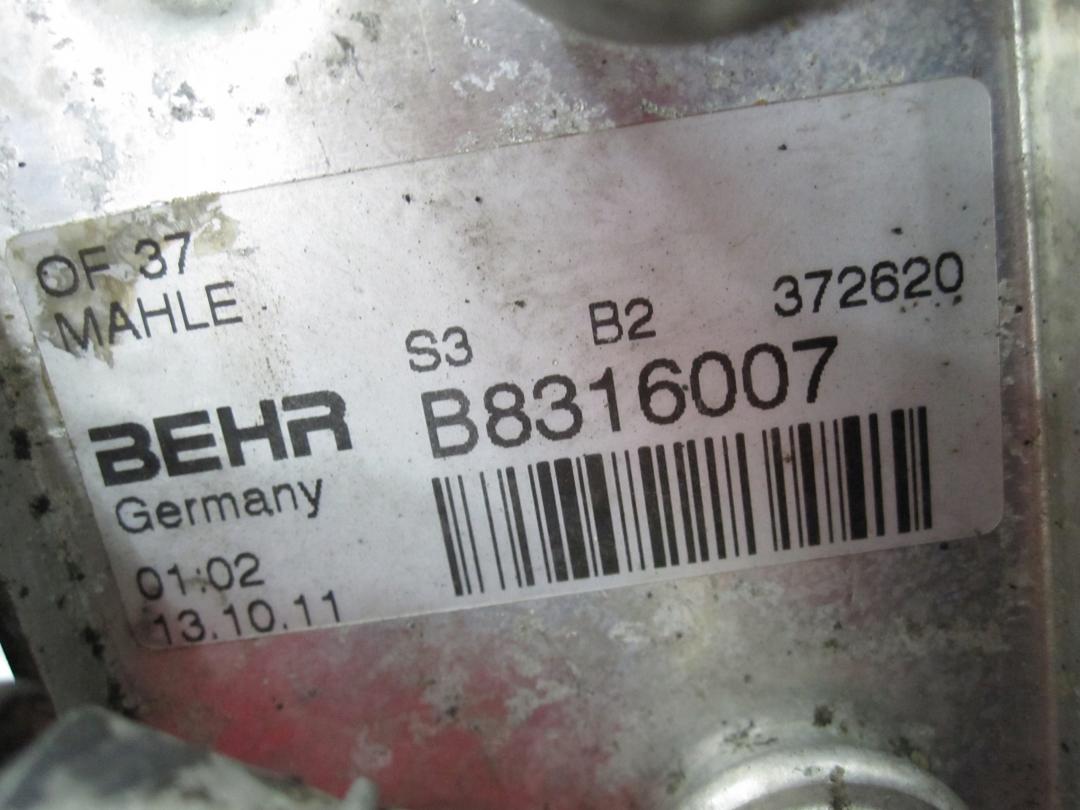 OF 37
MAHLE
S3 B2 372620
B8316007
BEHR
Germany
01:02
13.10.11